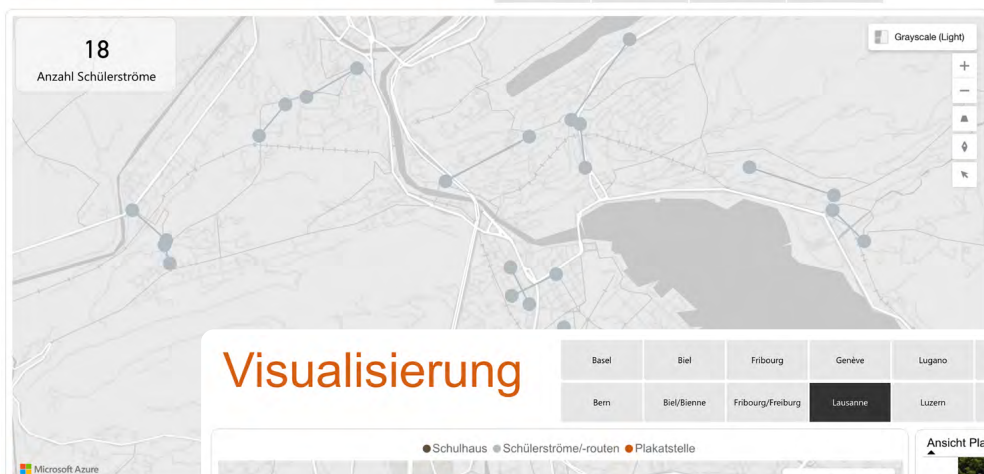 18
Anzahl Schülerströme
Grayscale (Light)
Visualisierung
Basel Biel Fribourg Genève Lugano
Bern Biel/Bienne Fribourg/Freiburg Lausanne Luzern
Schulhaus Schülerströme/-routen Plakatstelle
Ansicht Pla
Microsoft Azure